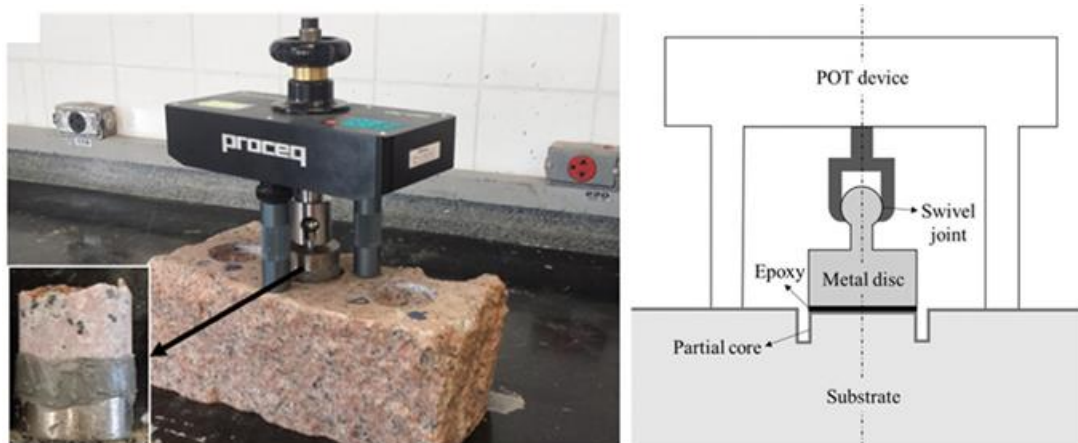 proceq
POT device
Swivel
joint
Epoxy
Metal disc
Partial core
Substrate